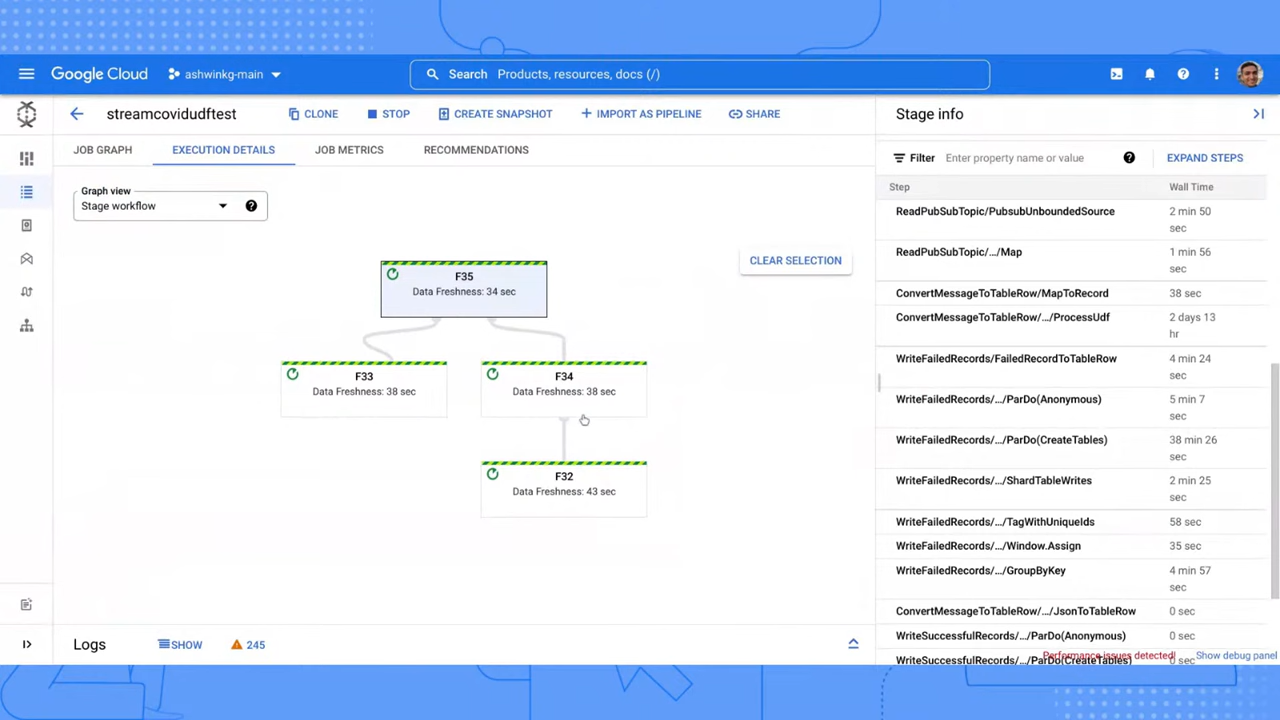 Google Cloud
ashwinkg-main
Search Products, resources, docs (/)
streamcovidudftest
CLONE
STOP
CREATE SNAPSHOT
IMPORT AS PIPELINE
SHARE
JOB GRAPH
EXECUTION DETAILS
JOB METRICS
RECOMMENDATIONS
Graph view
Stage workflow
CLEAR SELECTION
F35
Data Freshness: 34 sec
F33
Data Freshness: 38 sec
F34
Data Freshness: 38 sec
F32
Data Freshness: 43 sec
Logs
SHOW
245
Stage info
Filter Enter property name or value
EXPAND STEPS
Step Wall Time
ReadPubSubTopic/PubsubUnboundedSource 2 min 50
sec
ReadPubSubTopic/.../Map 1 min 56
sec
ConvertMessageToTableRow/MapToRecord 38 sec
ConvertMessageToTableRow/.../ProcessUdf 2 days 13
hr
WriteFailedRecords/FailedRecordToTableRow 4 min 24
sec
WriteFailedRecords/.../ParDo(Anonymous) 5 min 7
sec
WriteFailedRecords/.../ParDo(CreateTables) 38 min 26
sec
WriteFailedRecords/.../ShardTableWrites 2 min 25
sec
WriteFailedRecords/.../TagWithUniqueIds 58 sec
WriteFailedRecords/.../Window.Assign 35 sec
WriteFailedRecords/.../GroupByKey 4 min 57
sec
ConvertMessageToTableRow/.../JsonToTableRow 0 sec
WriteSuccessfulRecords/.../ParDo(Anonymous) 0 sec
WriteSuccessfulRecords/.../ParDo(CreateTables) 0 sec
Performance issues detected!
Show debug panel